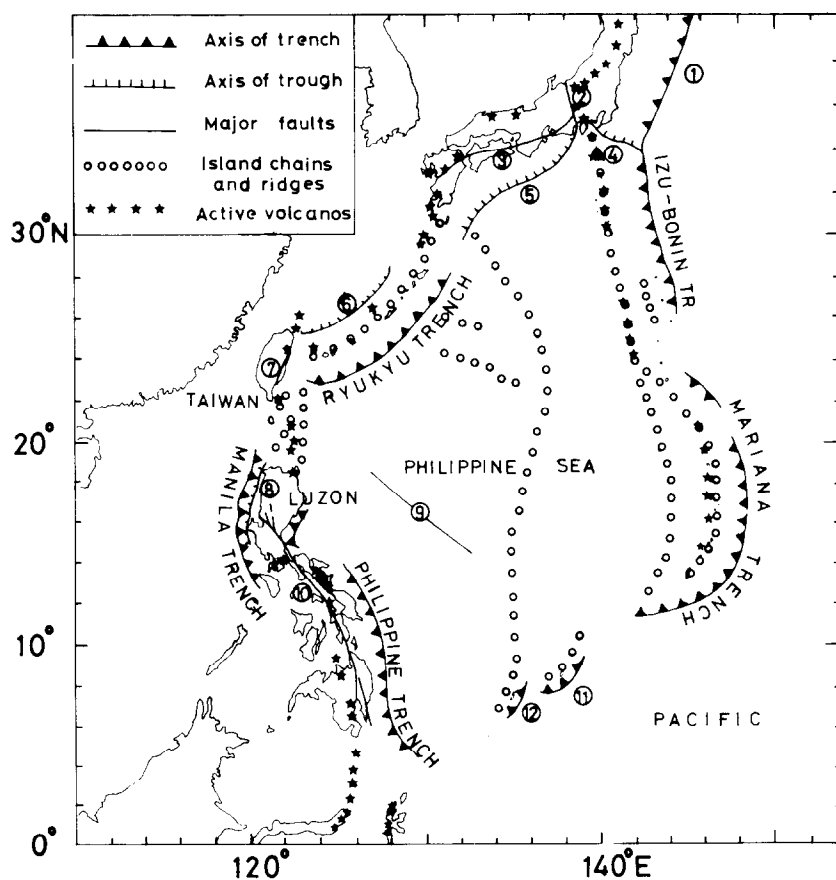 Axis of trench
Axis of trough
Major faults
Island chains
and ridges
Active volcanos
①
②
③
④
⑤
IZU-BONIN TR
30°N
⑥
RYUKYU TRENCH
⑦
TAIWAN
MARIANA TRENCH
20°
PHILIPPINE SEA
MANILA TRENCH
⑧
LUZON
⑨
PHILIPPINE TRENCH
⑩
10°
⑪
⑫
PACIFIC
0°
120°
140°E